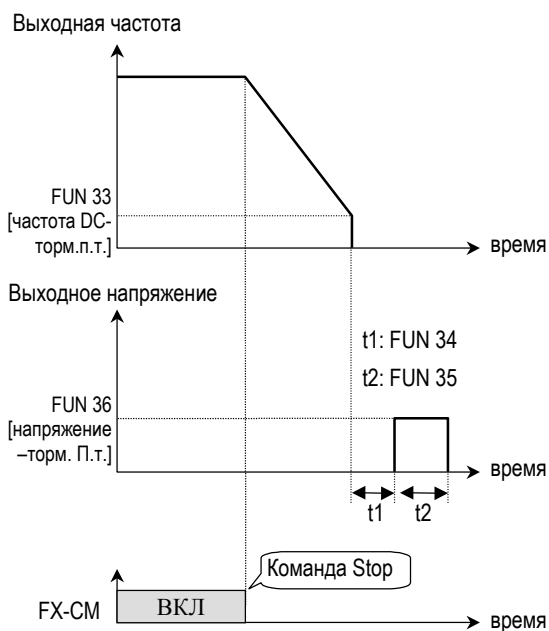 Выходная частота
FUN 33
[частота DC-
торм.п.т.]
время
Выходное напряжение
t1: FUN 34
t2: FUN 35
FUN 36
[напряжение
–торм. П.т.]
время
t1
t2
Команда Stop
FX-CM
ВКЛ
время